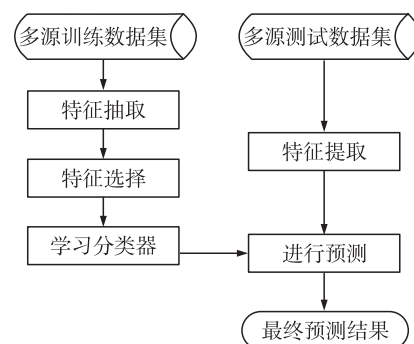 多源训练数据集
多源测试数据集
特征抽取
特征提取
特征选择
学习分类器
进行预测
最终预测结果